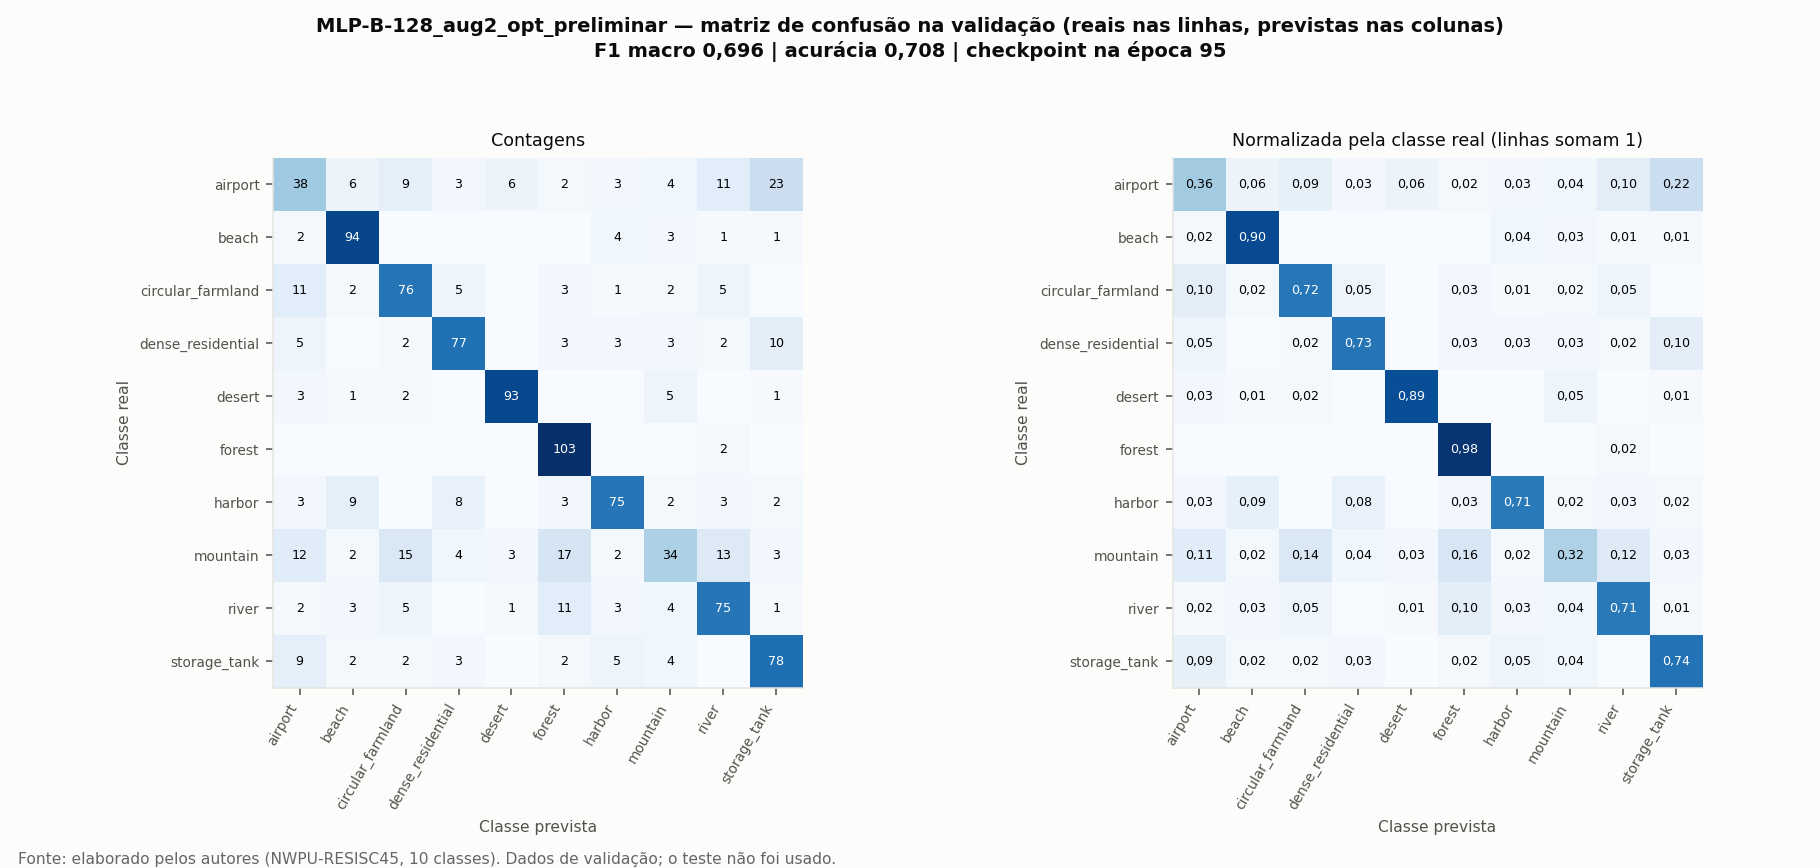 MLP-B-128_aug2_opt_preliminar — matriz de confusão na validação (reais nas linhas, previstas nas colunas)
F1 macro 0,696 | acurácia 0,708 | checkpoint na época 95
Contagens
Classe real
airport 38 6 9 3 6 2 3 4 11 23
beach 2 94 4 3 1 1
circular_farmland 11 2 76 5 3 1 2 5
dense_residential 5 2 77 3 3 3 2 10
desert 3 1 2 93 5 1
forest 103 2
harbor 3 9 8 3 75 2 3 2
mountain 12 2 15 4 3 17 2 34 13 3
river 2 3 5 1 11 3 4 75 1
storage_tank 9 2 2 3 2 5 4 78
airport beach circular_farmland dense_residential desert forest harbor mountain river storage_tank
Classe prevista
Normalizada pela classe real (linhas somam 1)
Classe real
airport 0,36 0,06 0,09 0,03 0,06 0,02 0,03 0,04 0,10 0,22
beach 0,02 0,90 0,04 0,03 0,01 0,01
circular_farmland 0,10 0,02 0,72 0,05 0,03 0,01 0,02 0,05
dense_residential 0,05 0,02 0,73 0,03 0,03 0,03 0,02 0,10
desert 0,03 0,01 0,02 0,89 0,05 0,01
forest 0,98 0,02
harbor 0,03 0,09 0,08 0,03 0,71 0,02 0,03 0,02
mountain 0,11 0,02 0,14 0,04 0,03 0,16 0,02 0,32 0,12 0,03
river 0,02 0,03 0,05 0,01 0,10 0,03 0,04 0,71 0,01
storage_tank 0,09 0,02 0,02 0,03 0,02 0,05 0,04 0,74
airport beach circular_farmland dense_residential desert forest harbor mountain river storage_tank
Classe prevista
Fonte: elaborado pelos autores (NWPU-RESISC45, 10 classes). Dados de validação; o teste não foi usado.